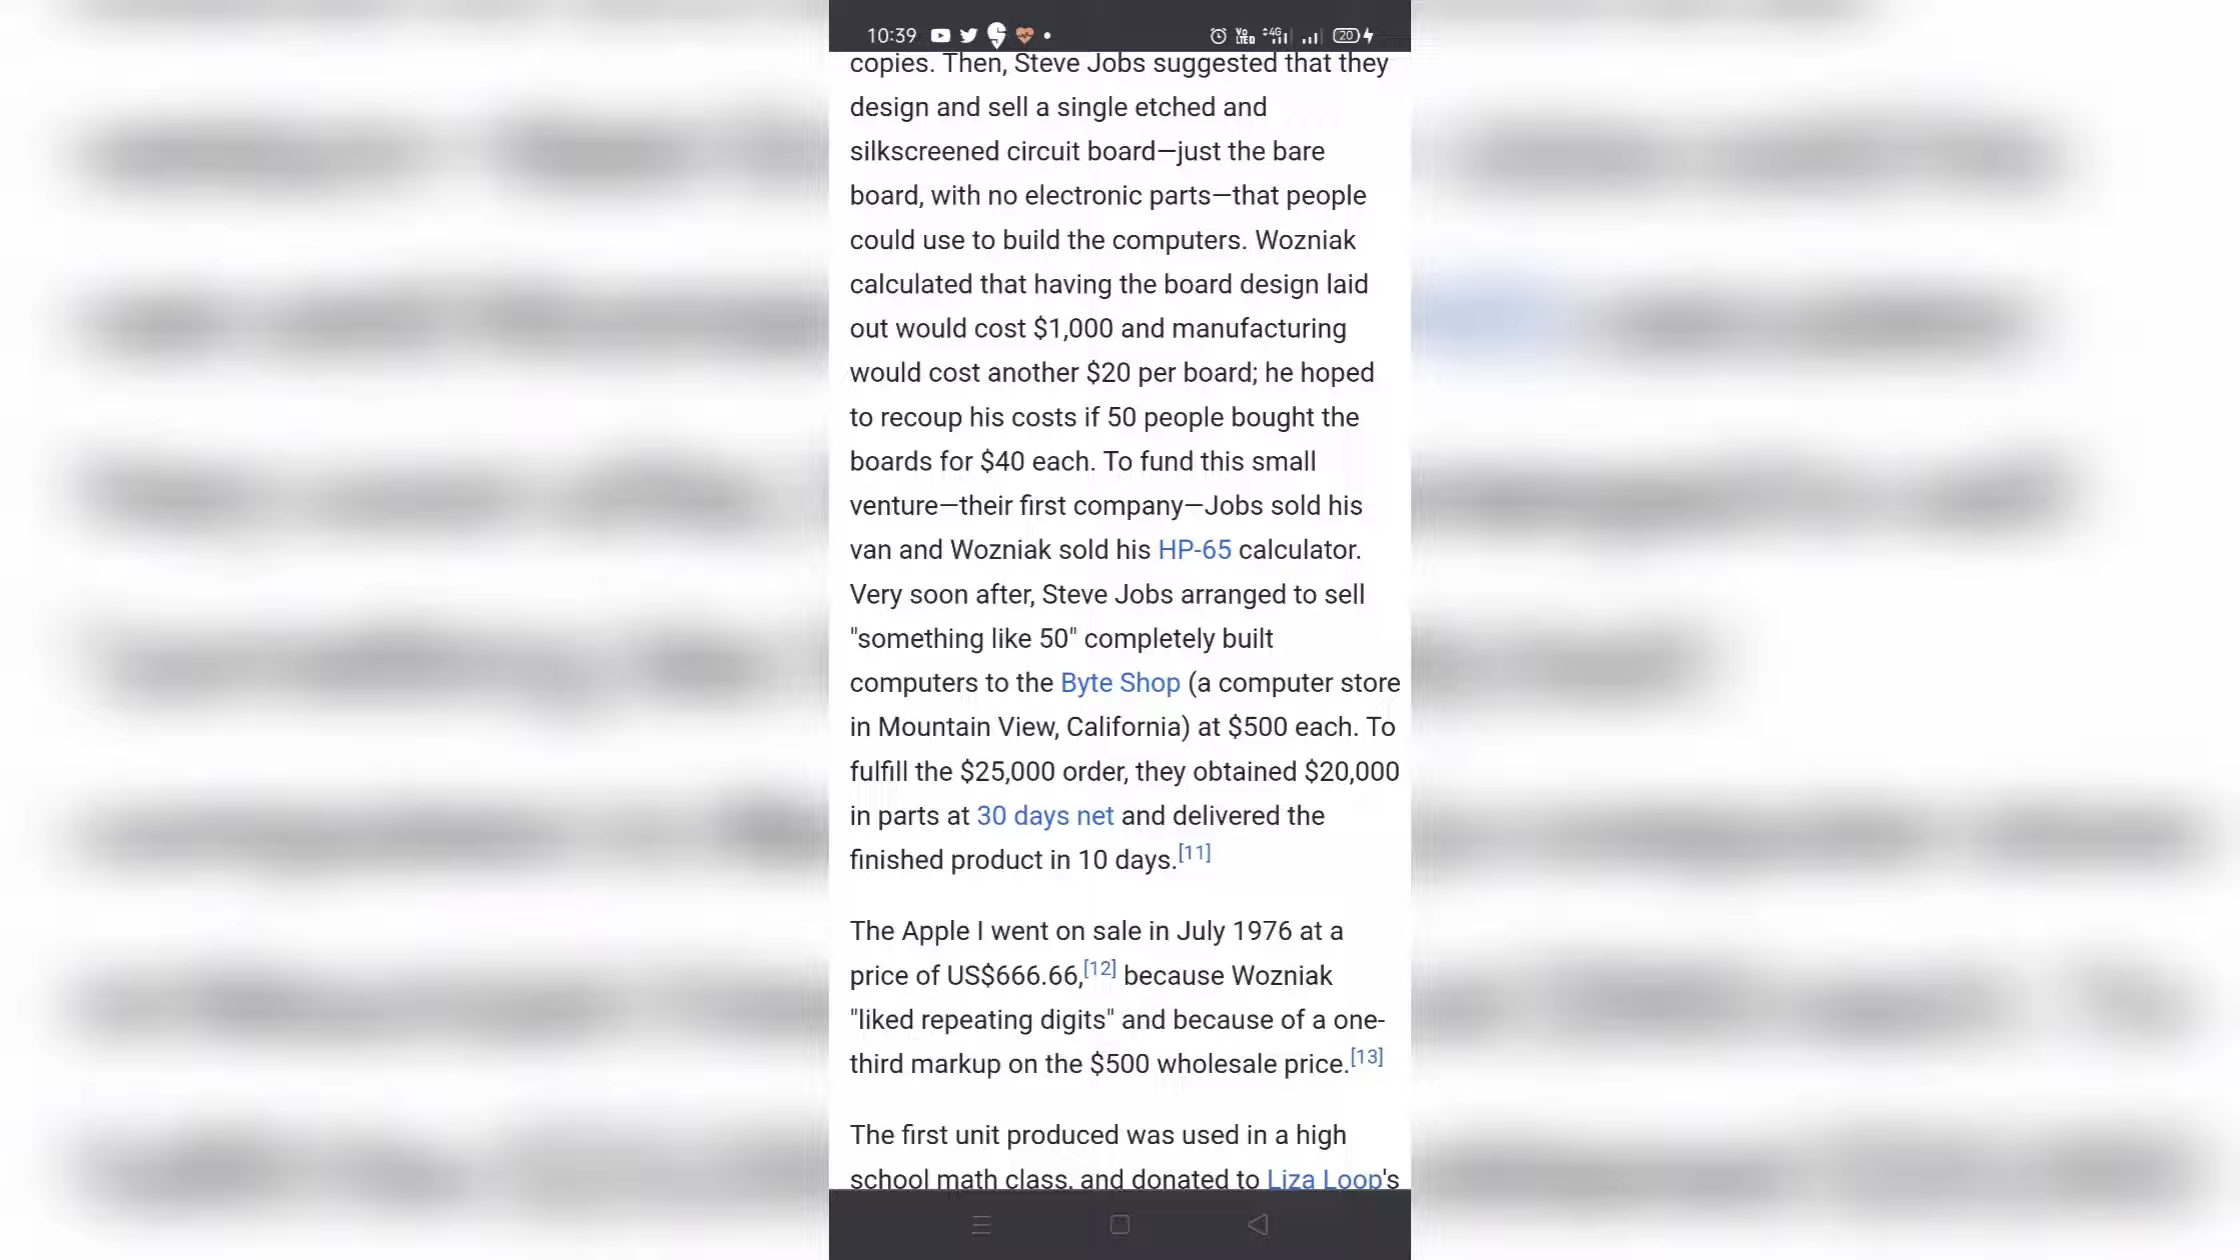 10:39
VoLTE 4G 20
copies. Then, Steve Jobs suggested that they
design and sell a single etched and
silkscreened circuit board—just the bare
board, with no electronic parts—that people
could use to build the computers. Wozniak
calculated that having the board design laid
out would cost $1,000 and manufacturing
would cost another $20 per board; he hoped
to recoup his costs if 50 people bought the
boards for $40 each. To fund this small
venture—their first company—Jobs sold his
van and Wozniak sold his HP-65 calculator.
Very soon after, Steve Jobs arranged to sell
"something like 50" completely built
computers to the Byte Shop (a computer store
in Mountain View, California) at $500 each. To
fulfill the $25,000 order, they obtained $20,000
in parts at 30 days net and delivered the
finished product in 10 days.[11]
The Apple I went on sale in July 1976 at a
price of US$666.66,[12] because Wozniak
"liked repeating digits" and because of a one-
third markup on the $500 wholesale price.[13]
The first unit produced was used in a high
school math class, and donated to Liza Loop's